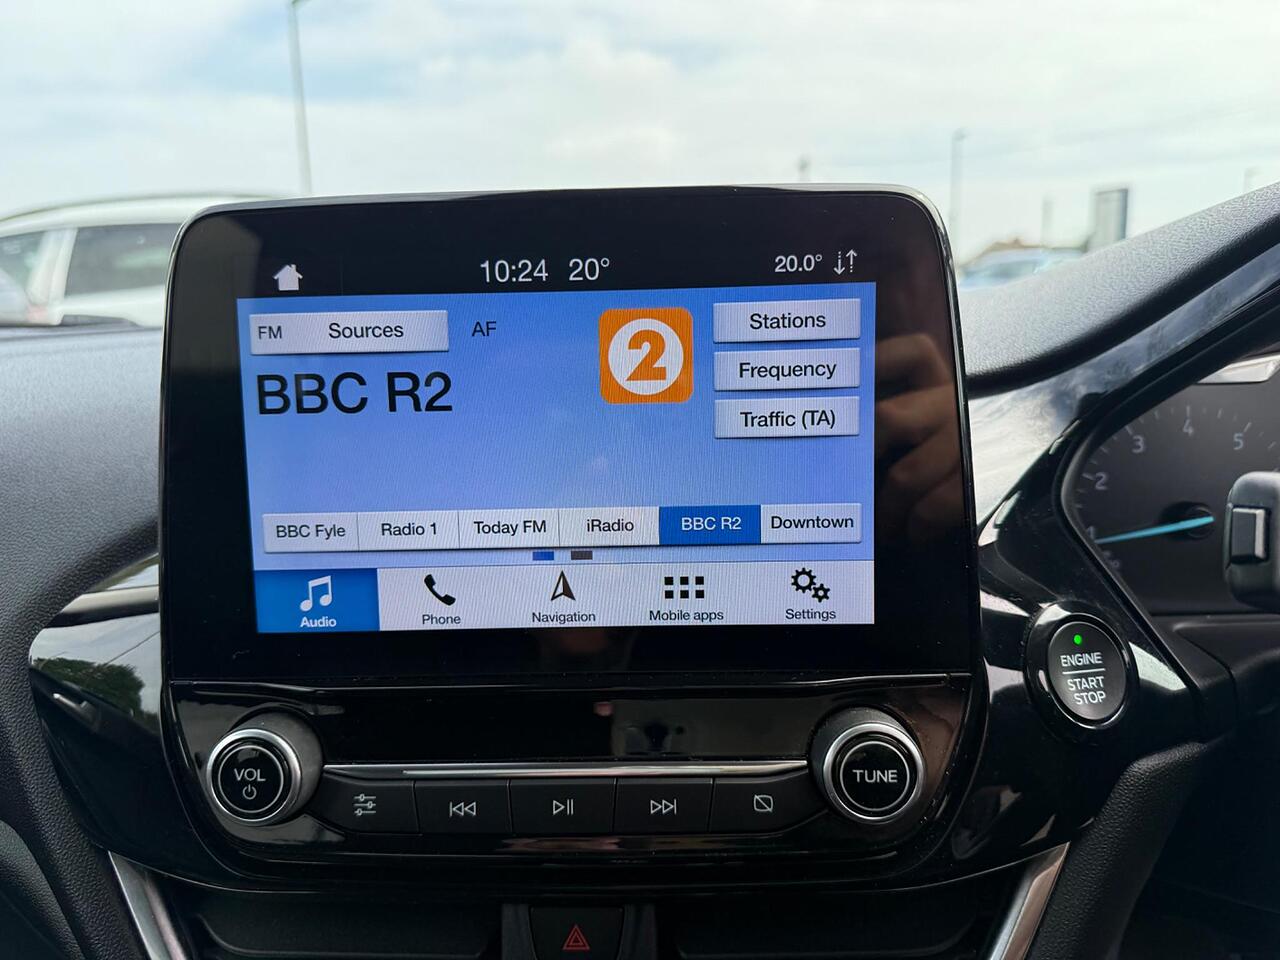 10:24 20° 20.0°
FM Sources AF
2
Stations
BBC R2
Frequency
Traffic (TA)
BBC Fyle Radio 1 Today FM iRadio BBC R2 Downtown
Audio Phone Navigation Mobile apps Settings
VOL
TUNE
ENGINE
START
STOP
1
2
3
4
5